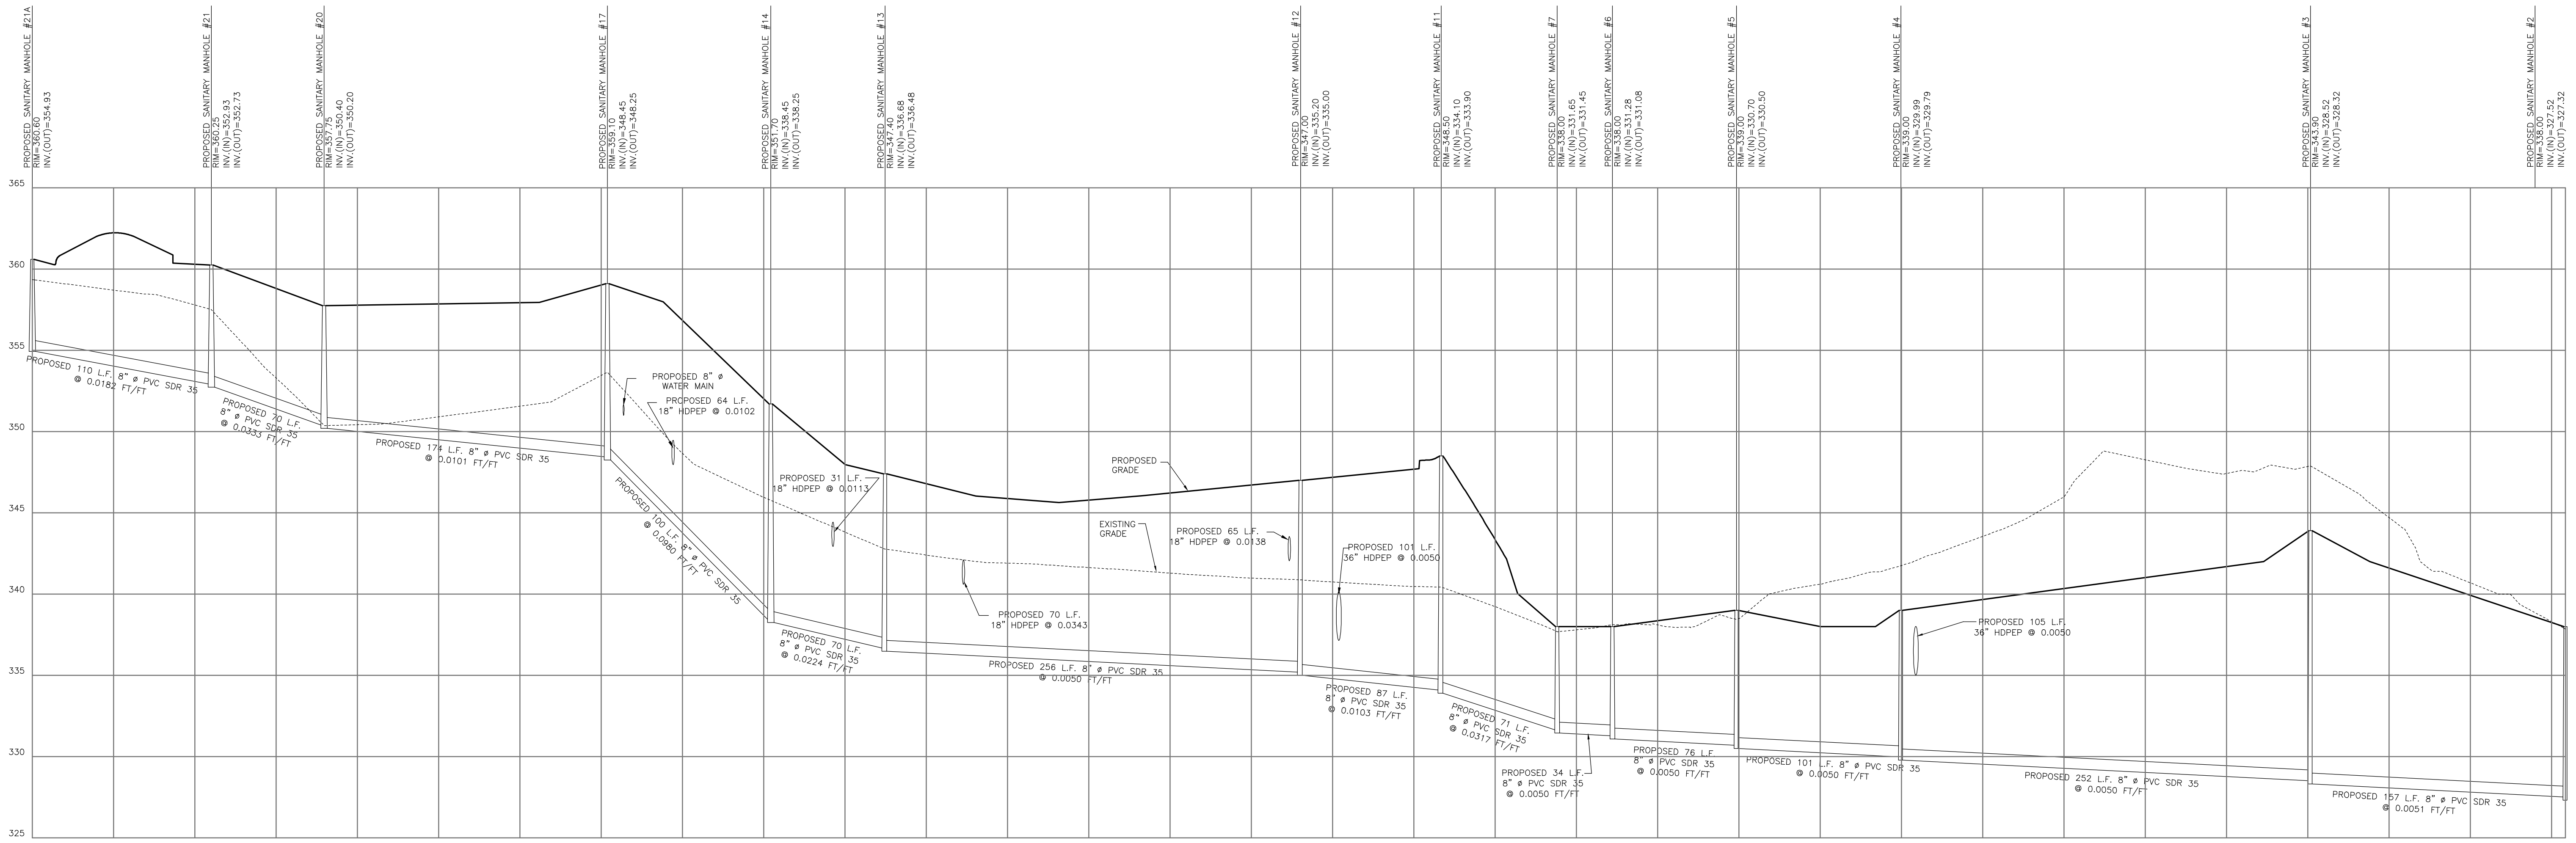 PROPOSED SANITARY MANHOLE #21A
RIM=360.60
INV.(OUT)=354.93
PROPOSED SANITARY MANHOLE #21
RIM=360.25
INV.(IN)=352.93
INV.(OUT)=352.73
PROPOSED SANITARY MANHOLE #20
RIM=357.75
INV.(IN)=350.40
INV.(OUT)=350.20
PROPOSED SANITARY MANHOLE #17
RIM=359.10
INV.(IN)=348.45
INV.(OUT)=348.25
PROPOSED SANITARY MANHOLE #14
RIM=351.70
INV.(IN)=338.45
INV.(OUT)=338.25
PROPOSED SANITARY MANHOLE #13
RIM=347.40
INV.(IN)=336.68
INV.(OUT)=336.48
PROPOSED SANITARY MANHOLE #12
RIM=347.00
INV.(IN)=335.20
INV.(OUT)=335.00
PROPOSED SANITARY MANHOLE #11
RIM=348.50
INV.(IN)=334.10
INV.(OUT)=333.90
PROPOSED SANITARY MANHOLE #7
RIM=338.00
INV.(IN)=331.65
INV.(OUT)=331.45
PROPOSED SANITARY MANHOLE #6
RIM=338.00
INV.(IN)=331.28
INV.(OUT)=331.08
PROPOSED SANITARY MANHOLE #5
RIM=339.00
INV.(IN)=330.70
INV.(OUT)=330.50
PROPOSED SANITARY MANHOLE #4
RIM=339.00
INV.(IN)=329.99
INV.(OUT)=329.79
PROPOSED SANITARY MANHOLE #3
RIM=343.90
INV.(IN)=328.52
INV.(OUT)=328.32
PROPOSED SANITARY MANHOLE #2
RIM=338.00
INV.(IN)=327.52
INV.(OUT)=327.32
365
360
355
350
345
340
335
330
325
PROPOSED 110 L.F. 8" ø PVC SDR 35
@ 0.0182 FT/FT
PROPOSED 70 L.F.
8" ø PVC SDR 35
@ 0.0333 FT/FT
PROPOSED 174 L.F. 8" ø PVC SDR 35
@ 0.0101 FT/FT
PROPOSED 8" ø
WATER MAIN
PROPOSED 64 L.F.
18" HDPEP @ 0.0102
PROPOSED 100 L.F. 8" ø PVC SDR 35
@ 0.0980 FT/FT
PROPOSED 31 L.F.
18" HDPEP @ 0.0113
PROPOSED 70 L.F.
8" ø PVC SDR 35
@ 0.0224 FT/FT
PROPOSED 70 L.F.
18" HDPEP @ 0.0343
PROPOSED
GRADE
EXISTING
GRADE
PROPOSED 256 L.F. 8" ø PVC SDR 35
@ 0.0050 FT/FT
PROPOSED 65 L.F.
18" HDPEP @ 0.0138
PROPOSED 101 L.F.
36" HDPEP @ 0.0050
PROPOSED 87 L.F.
8" ø PVC SDR 35
@ 0.0103 FT/FT
PROPOSED 71 L.F.
8" ø PVC SDR 35
@ 0.0317 FT/FT
PROPOSED 34 L.F.
8" ø PVC SDR 35
@ 0.0050 FT/FT
PROPOSED 76 L.F.
8" ø PVC SDR 35
@ 0.0050 FT/FT
PROPOSED 101 L.F. 8" ø PVC SDR 35
@ 0.0050 FT/FT
PROPOSED 105 L.F.
36" HDPEP @ 0.0050
PROPOSED 252 L.F. 8" ø PVC SDR 35
@ 0.0050 FT/FT
PROPOSED 157 L.F. 8" ø PVC SDR 35
@ 0.0051 FT/FT